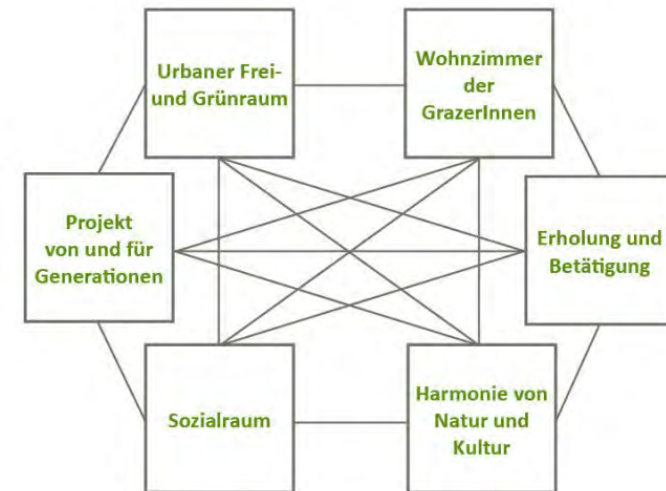 Urbaner Frei-
und Grünraum
Wohnzimmer
der
GrazerInnen
Projekt
von und für
Generationen
Erholung und
Betätigung
Sozialraum
Harmonie von
Natur und
Kultur